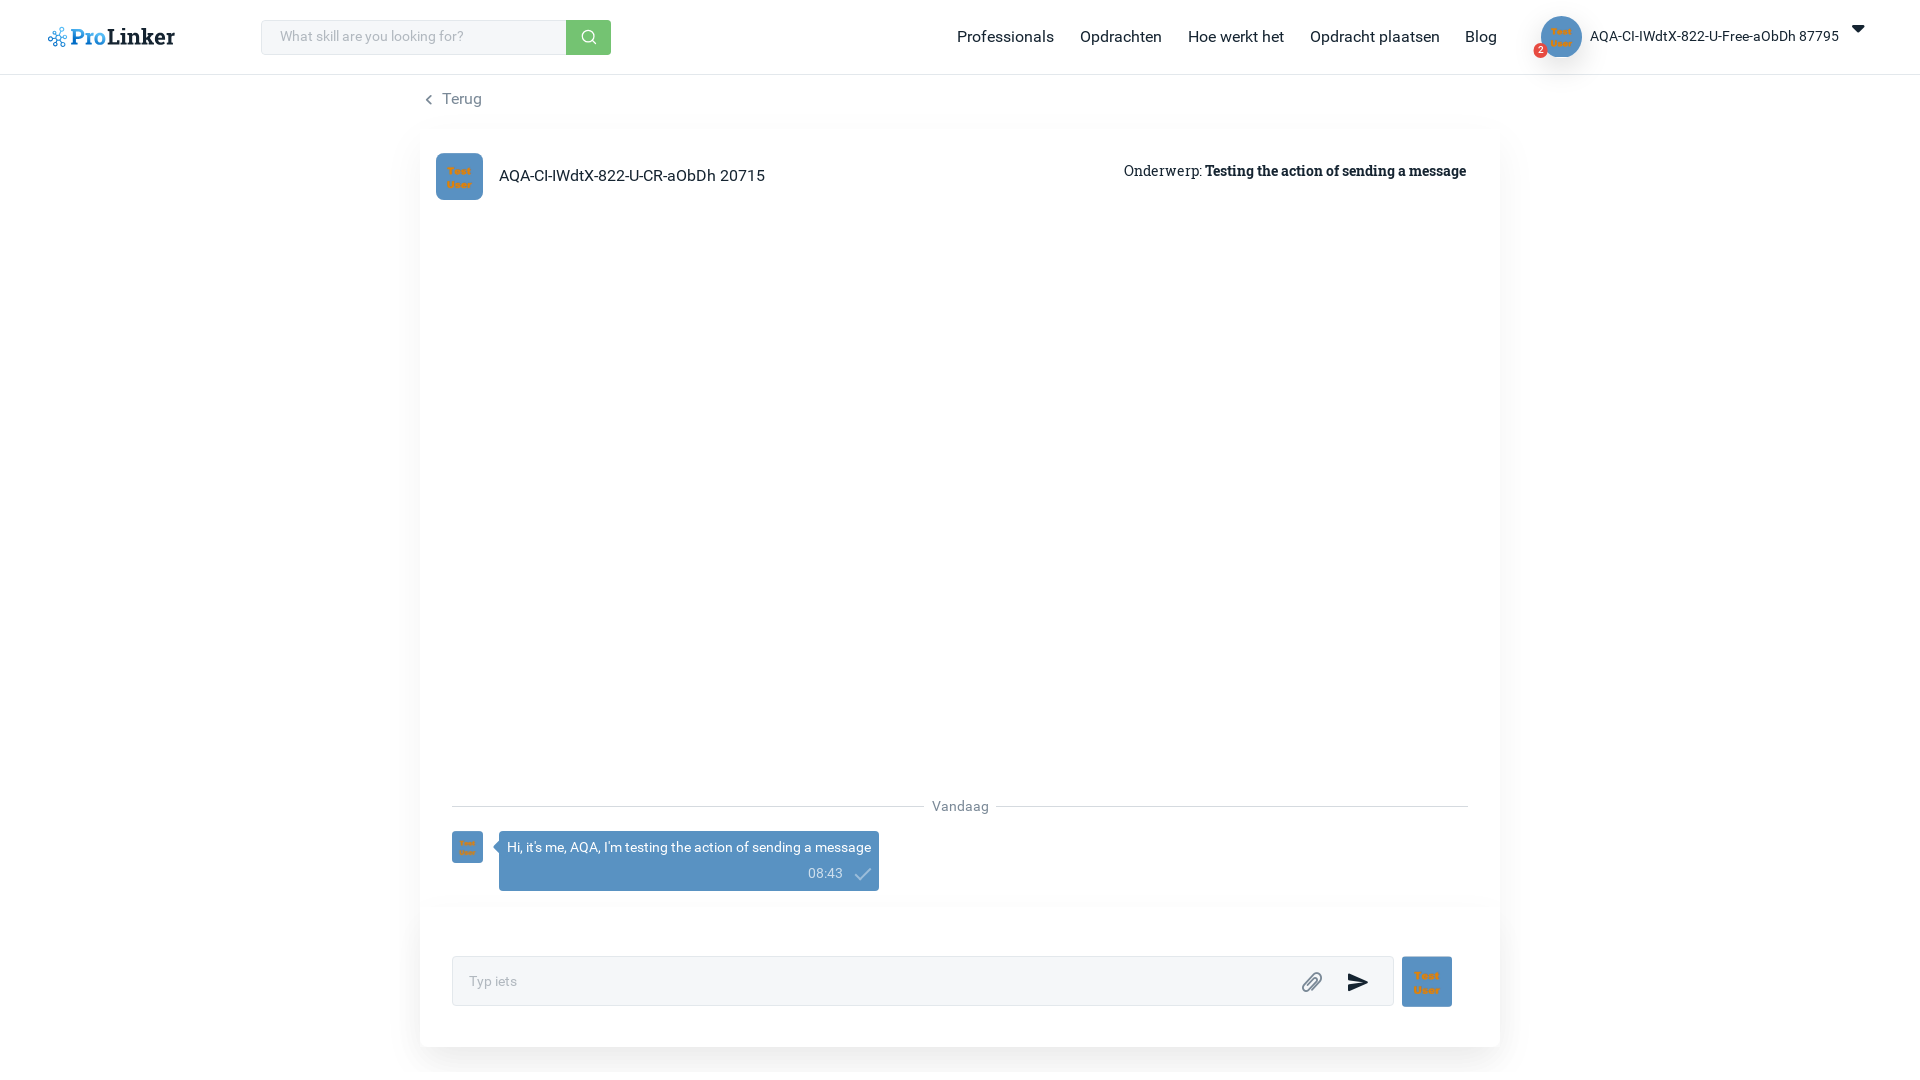 ProLinker
What skill are you looking for?
Professionals
Opdrachten
Hoe werkt het
Opdracht plaatsen
Blog
Test
User
2
AQA-CI-IWdtX-822-U-Free-aObDh 87795
Terug
Test
User
AQA-CI-IWdtX-822-U-CR-aObDh 20715
Onderwerp: Testing the action of sending a message
Vandaag
Test
User
Hi, it's me, AQA, I'm testing the action of sending a message
08:43
Typ iets
Test
User